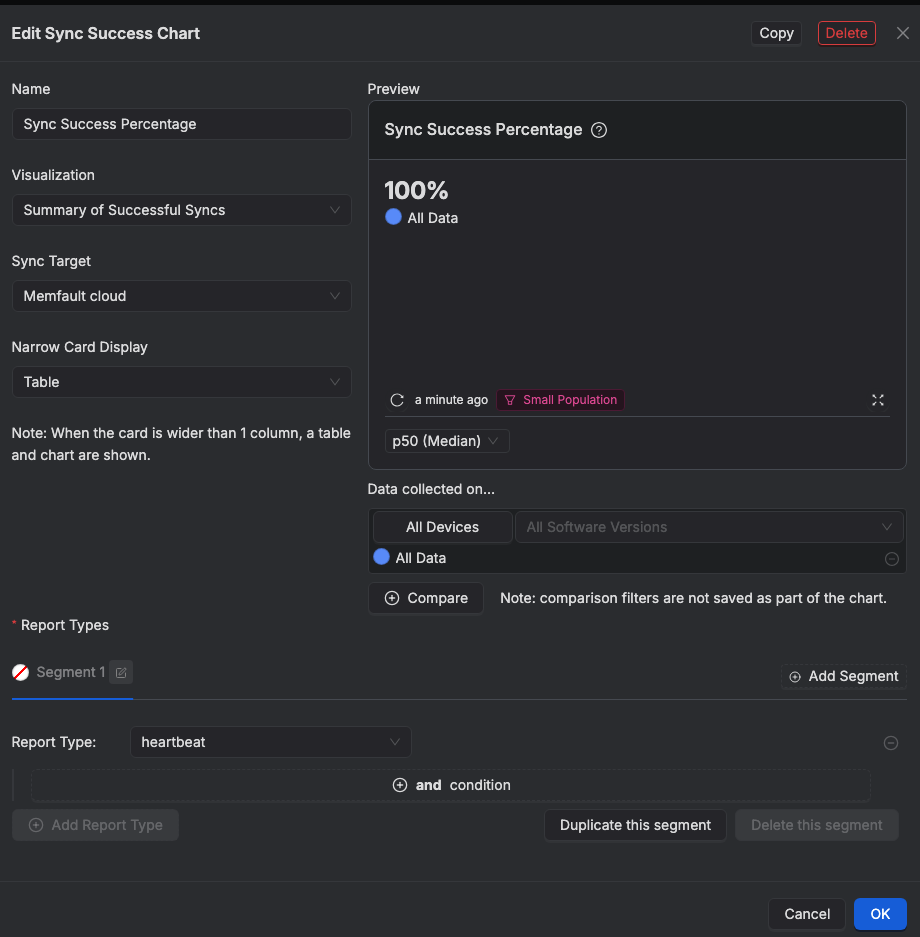 Edit Sync Success Chart
Copy
Delete
Name
Sync Success Percentage
Visualization
Summary of Successful Syncs
Sync Target
Memfault cloud
Narrow Card Display
Table
Note: When the card is wider than 1 column, a table
and chart are shown.
Preview
Sync Success Percentage
100%
All Data
a minute ago
Small Population
p50 (Median)
Data collected on...
All Devices
All Software Versions
All Data
Compare
Note: comparison filters are not saved as part of the chart.
* Report Types
Segment 1
Add Segment
Report Type:
heartbeat
and condition
Add Report Type
Duplicate this segment
Delete this segment
Cancel
OK